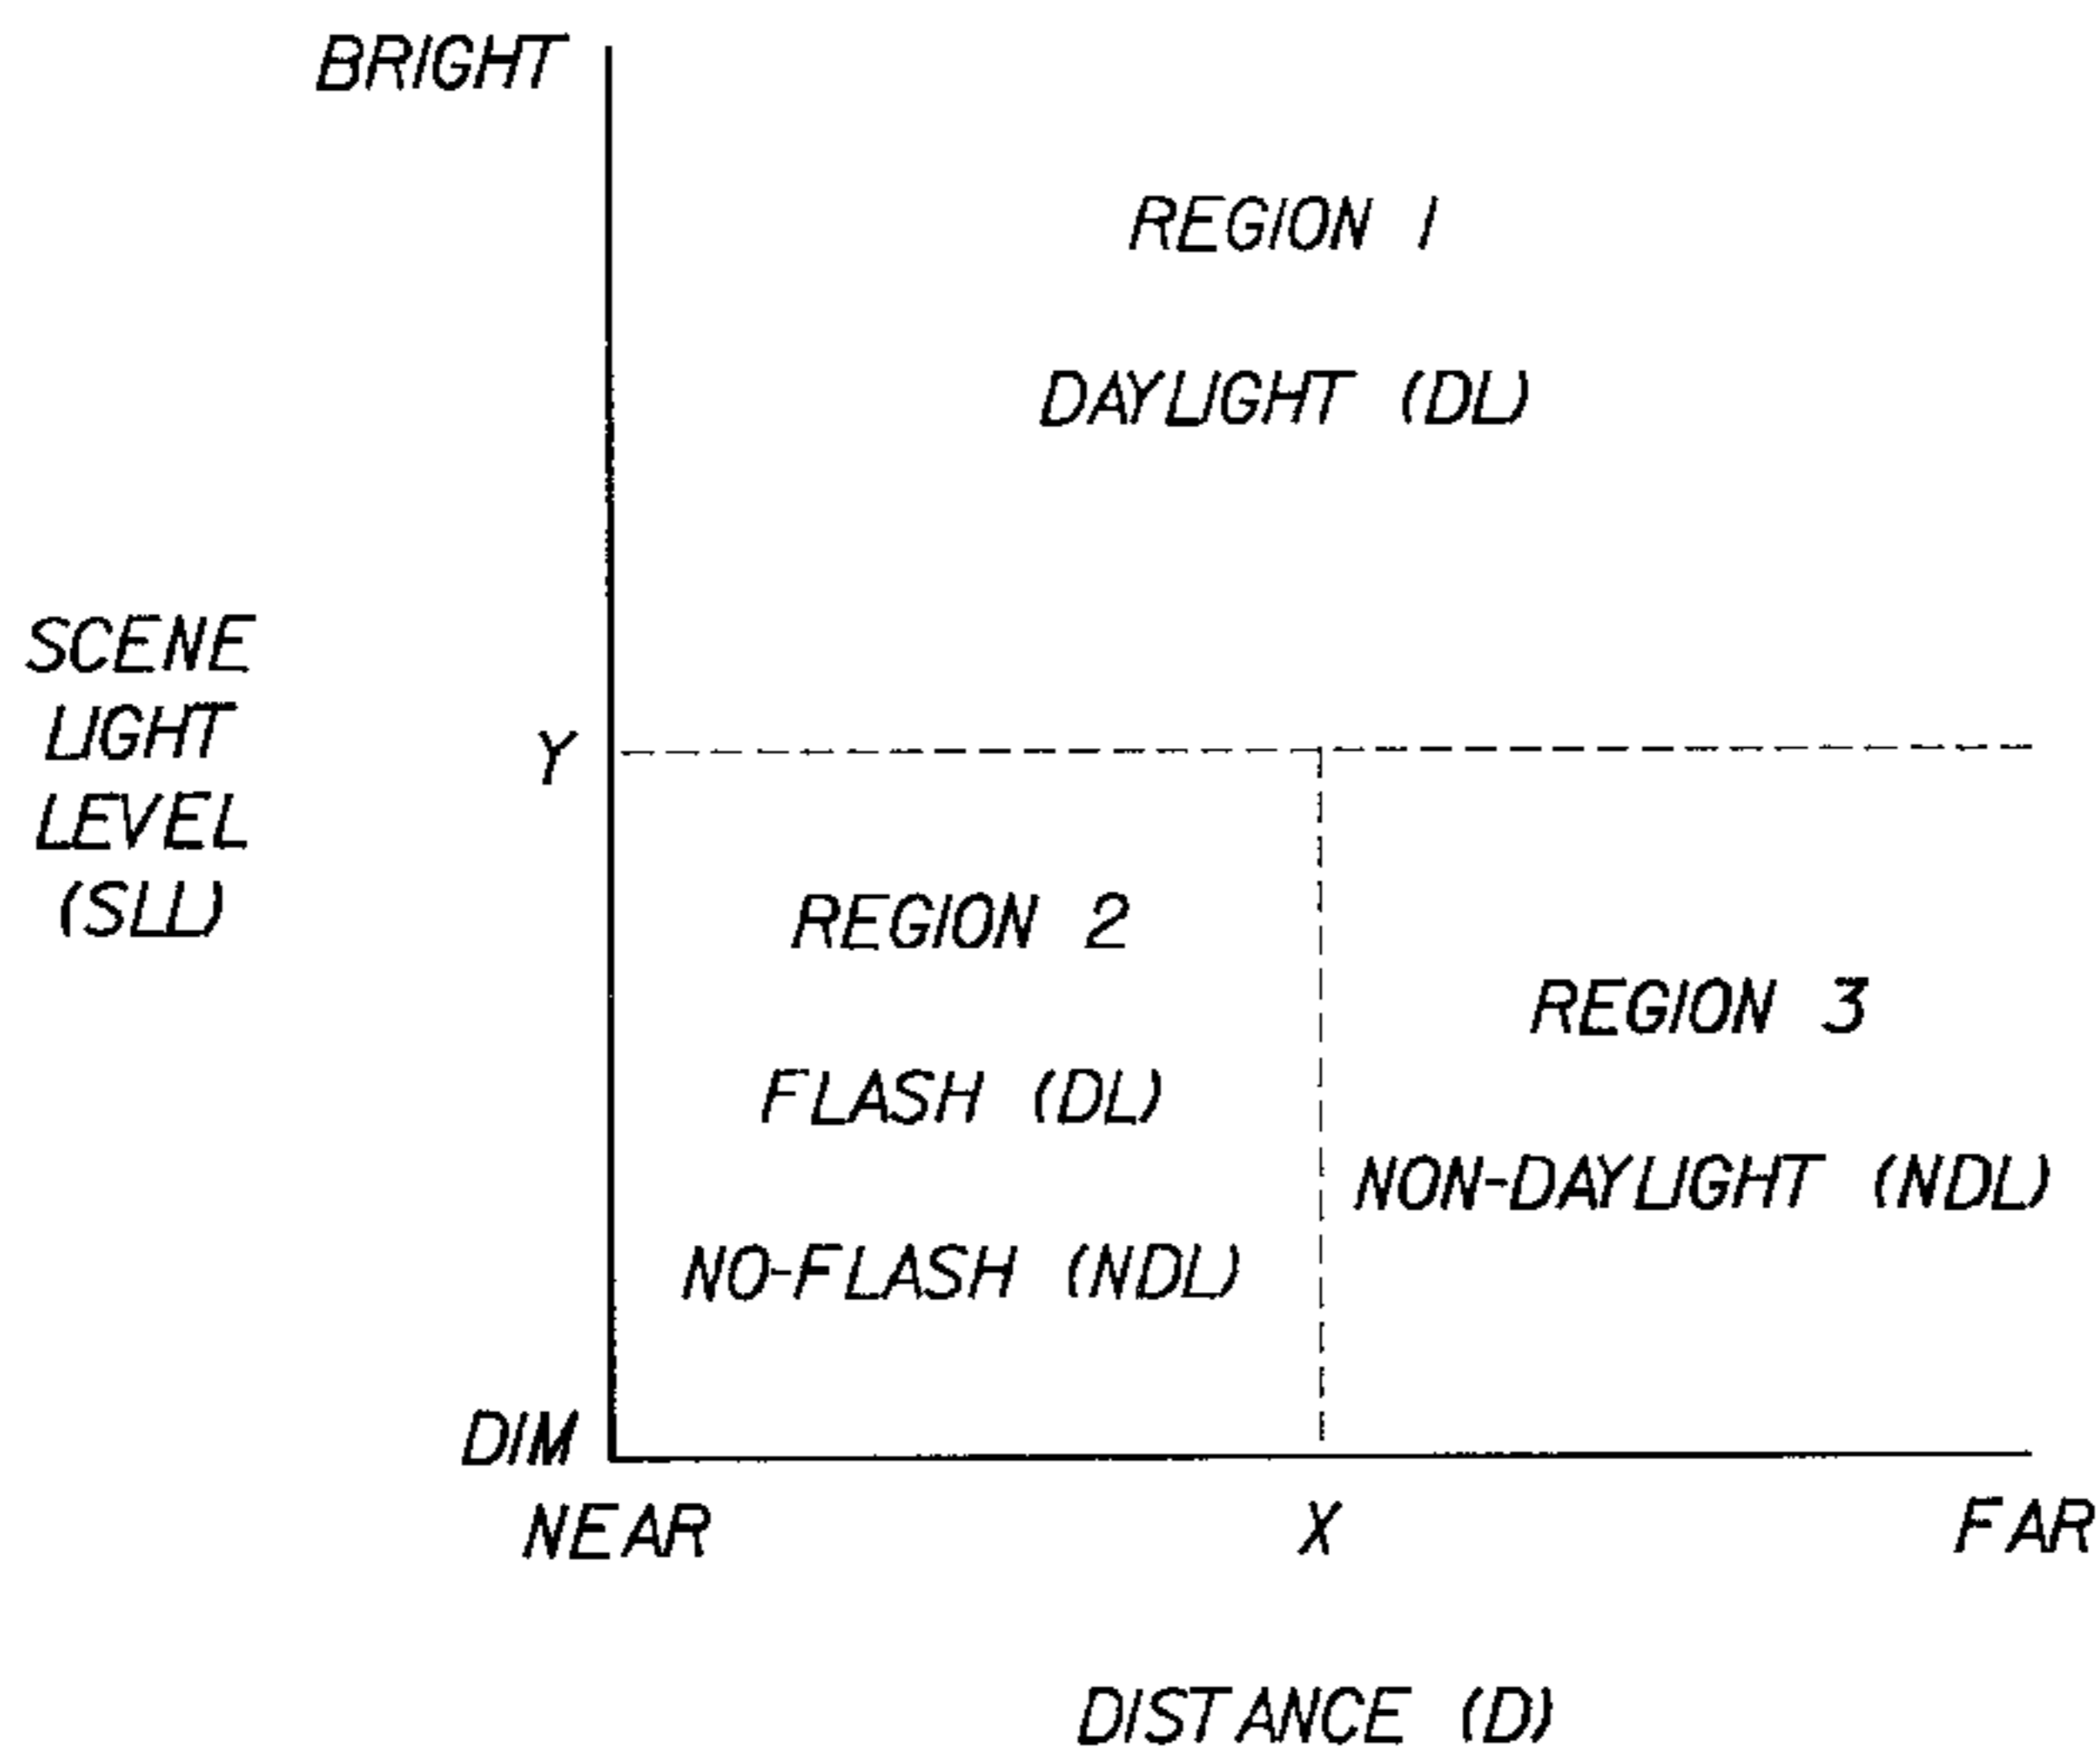 BRIGHT
REGION 1
DAYLIGHT (DL)
SCENE
LIGHT
LEVEL
(SLL)
Y
REGION 2
FLASH (DL)
NO-FLASH (NDL)
REGION 3
NON-DAYLIGHT (NDL)
DIM
NEAR
X
FAR
DISTANCE (D)